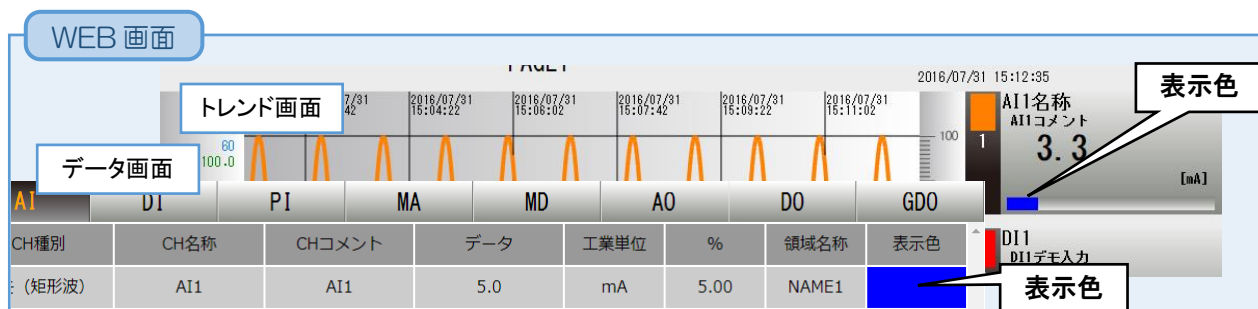 WEB 画面
2016/07/31 15:12:35
トレンド画面
表示色
2016/07/31
15:04:22
2016/07/31
15:06:02
2016/07/31
15:07:42
2016/07/31
15:09:22
2016/07/31
15:11:02
60
100.0
100
1
AI1名称
AI1コメント
3.3
[mA]
データ画面
AI DI PI MA MD AO DO GDO
CH種別 CH名称 CHコメント データ 工業単位 % 領域名称 表示色
(矩形波) AI1 AI1 5.0 mA 5.00 NAME1
DI1
DI1デモ入力
表示色